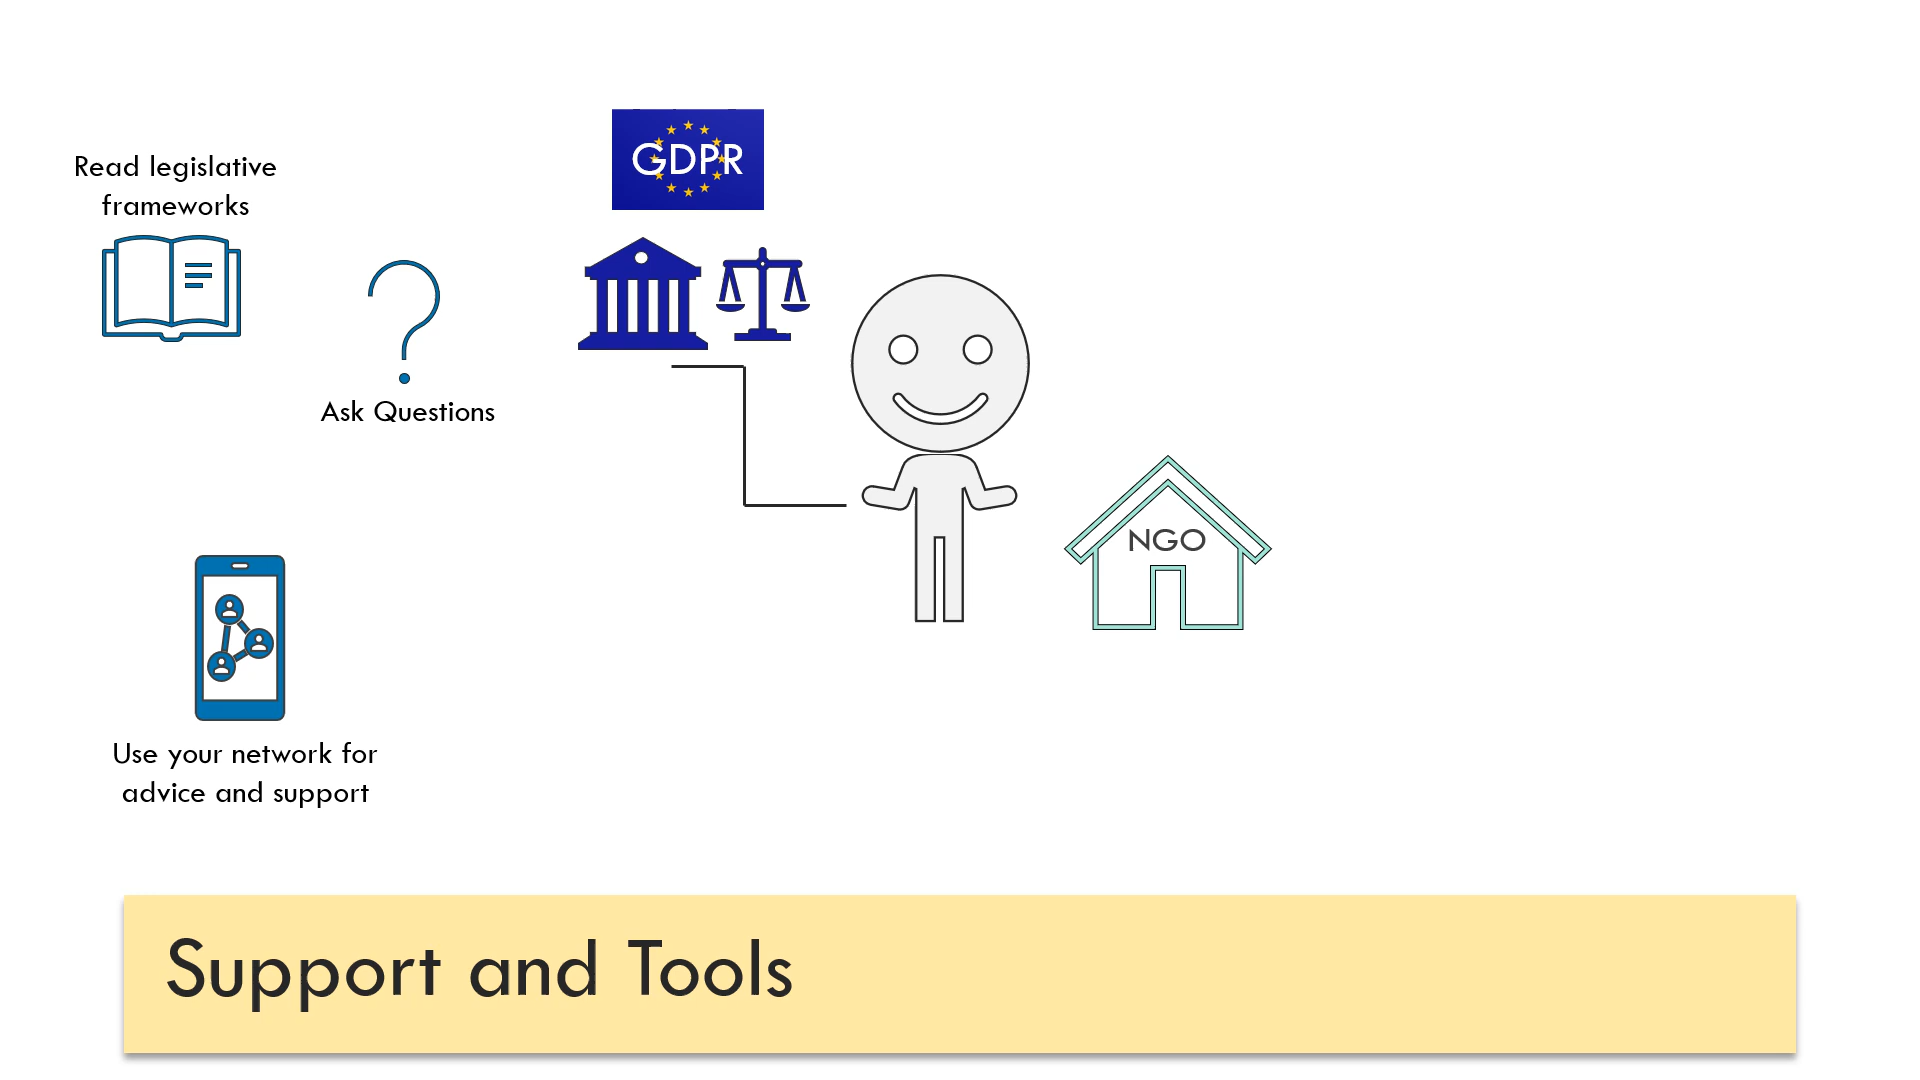 Read legislative
frameworks
Ask Questions
GDPR
NGO
Use your network for
advice and support
Support and Tools